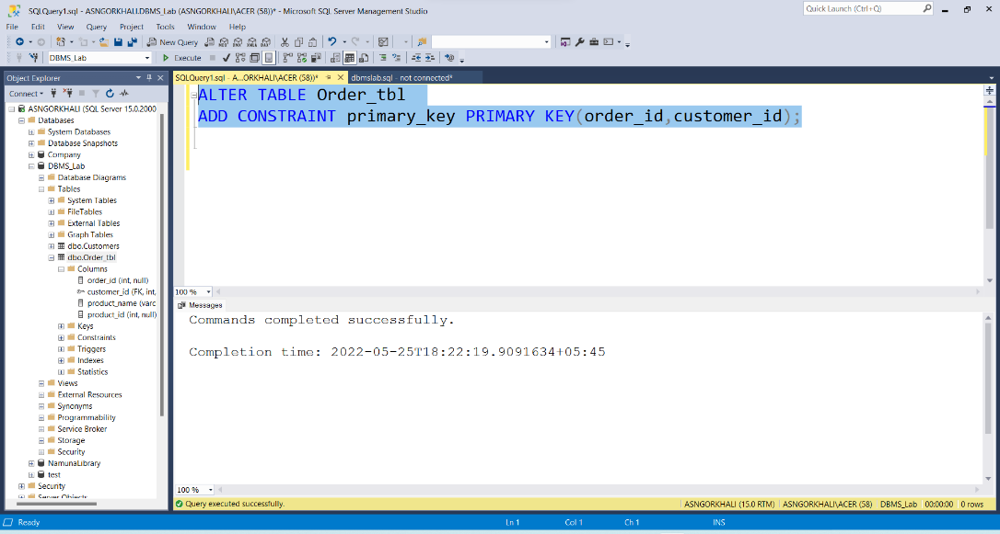 SQLQuery1.sql - ASNGORKHALI.DBMS_Lab (ASNGORKHALI\ACER (58))* - Microsoft SQL Server Management Studio
Quick Launch (Ctrl+Q)
File Edit View Query Project Tools Window Help
New Query
DBMS_Lab
Execute
Object Explorer
SQLQuery1.sql - A...ORKHALI\ACER (58))*
dbmslab.sql - not connected*
Connect
ASNGORKHALI (SQL Server 15.0.2000
Databases
System Databases
Database Snapshots
Company
DBMS_Lab
Database Diagrams
Tables
System Tables
FileTables
External Tables
Graph Tables
dbo.Customers
dbo.Order_tbl
Columns
order_id (int, null)
customer_id (FK, int,
product_name (varc
product_id (int, null)
Keys
Constraints
Triggers
Indexes
Statistics
Views
External Resources
Synonyms
Programmability
Service Broker
Storage
Security
NamunaLibrary
test
Security
Server Objects
ALTER TABLE Order_tbl
ADD CONSTRAINT primary_key PRIMARY KEY(order_id,customer_id);
100 %
Messages
Commands completed successfully.
Completion time: 2022-05-25T18:22:19.9091634+05:45
100 %
Query executed successfully.
ASNGORKHALI (15.0 RTM) ASNGORKHALI\ACER (58) DBMS_Lab 00:00:00 0 rows
Ready Ln 1 Col 1 Ch 1 INS